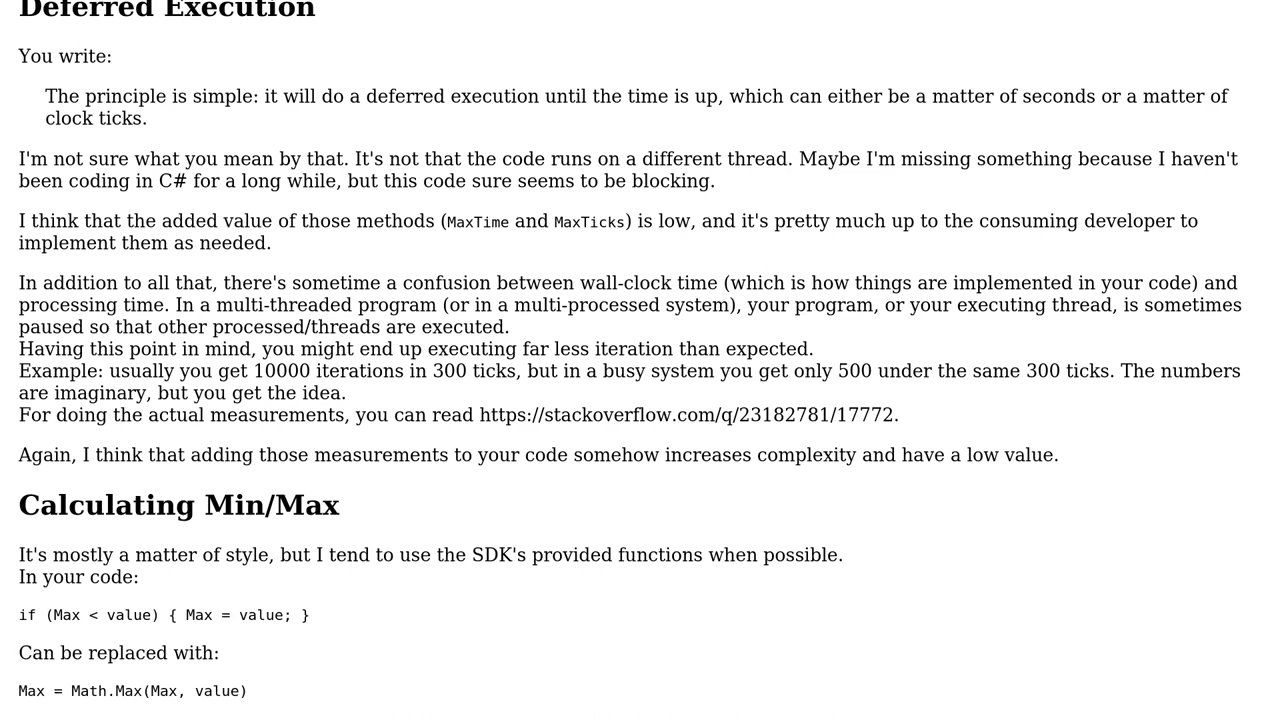 Deferred Execution
You write:
The principle is simple: it will do a deferred execution until the time is up, which can either be a matter of seconds or a matter of
clock ticks.
I'm not sure what you mean by that. It's not that the code runs on a different thread. Maybe I'm missing something because I haven't
been coding in C# for a long while, but this code sure seems to be blocking.
I think that the added value of those methods (MaxTime and MaxTicks) is low, and it's pretty much up to the consuming developer to
implement them as needed.
In addition to all that, there's sometime a confusion between wall-clock time (which is how things are implemented in your code) and
processing time. In a multi-threaded program (or in a multi-processed system), your program, or your executing thread, is sometimes
paused so that other processed/threads are executed.
Having this point in mind, you might end up executing far less iteration than expected.
Example: usually you get 10000 iterations in 300 ticks, but in a busy system you get only 500 under the same 300 ticks. The numbers
are imaginary, but you get the idea.
For doing the actual measurements, you can read https://stackoverflow.com/q/23182781/17772.
Again, I think that adding those measurements to your code somehow increases complexity and have a low value.
Calculating Min/Max
It's mostly a matter of style, but I tend to use the SDK's provided functions when possible.
In your code:
if (Max < value) { Max = value; }
Can be replaced with:
Max = Math.Max(Max, value)